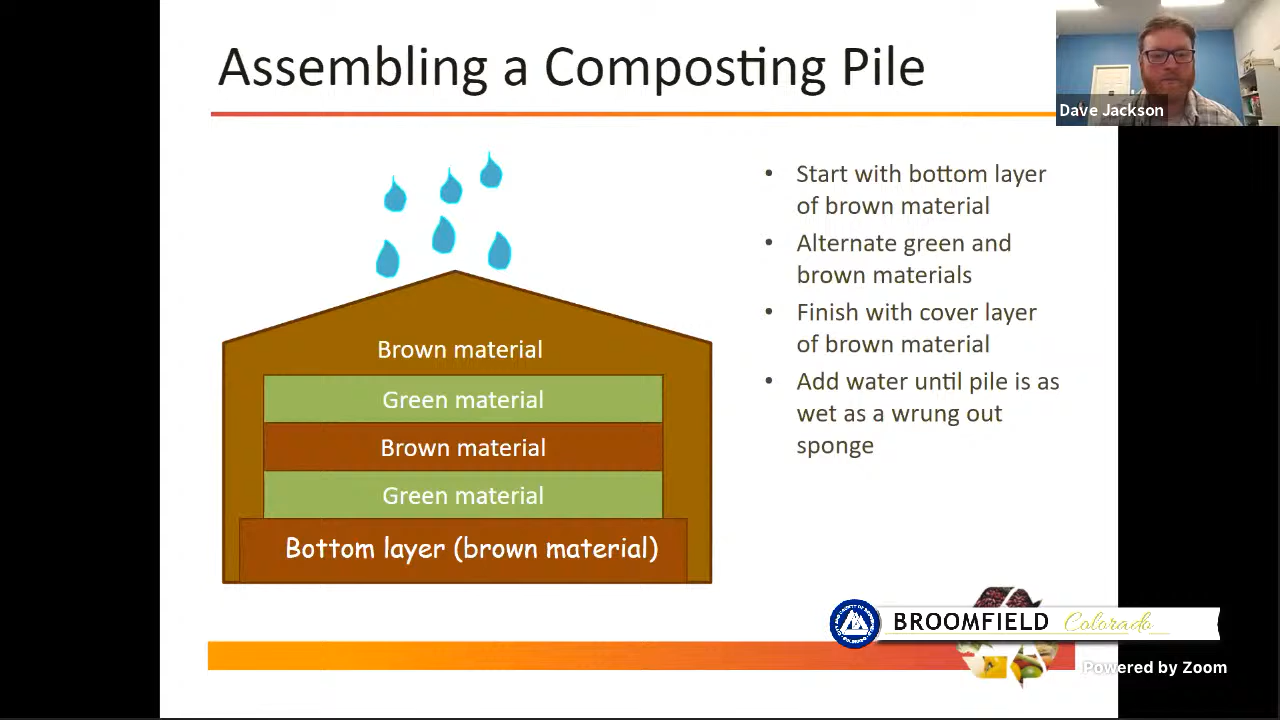 Assembling a Composting Pile
Dave Jackson
Brown material
Green material
Brown material
Green material
Bottom layer (brown material)
• Start with bottom layer
of brown material
• Alternate green and
brown materials
• Finish with cover layer
of brown material
• Add water until pile is as
wet as a wrung out
sponge
BROOMFIELD Colorado
Powered by Zoom